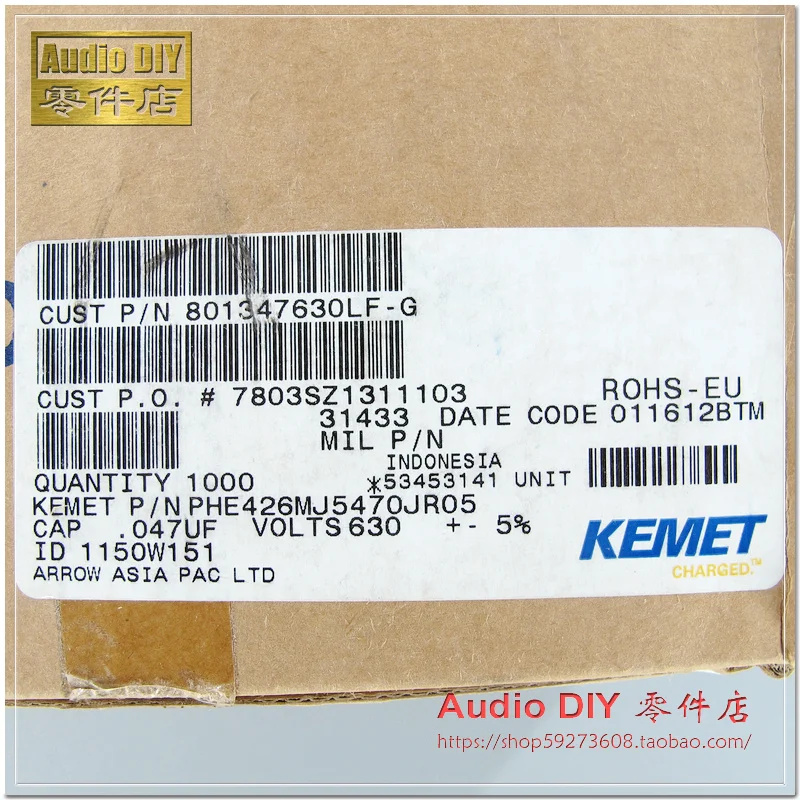 Audio DIY
零件店
CUST P/N 801347630LF-G
CUST P.O. # 7803SZ1311103 ROHS-EU
31433 DATE CODE 011612BTM
MIL P/N
INDONESIA
QUANTITY 1000 *53453141 UNIT
KEMET P/N PHE426MJ5470JR05
CAP .047UF VOLTS 630 +- 5%
ID 1150W151
ARROW ASIA PAC LTD
KEMET
CHARGED.™
Audio DIY 零件店
https://shop59273608.taobao.com/